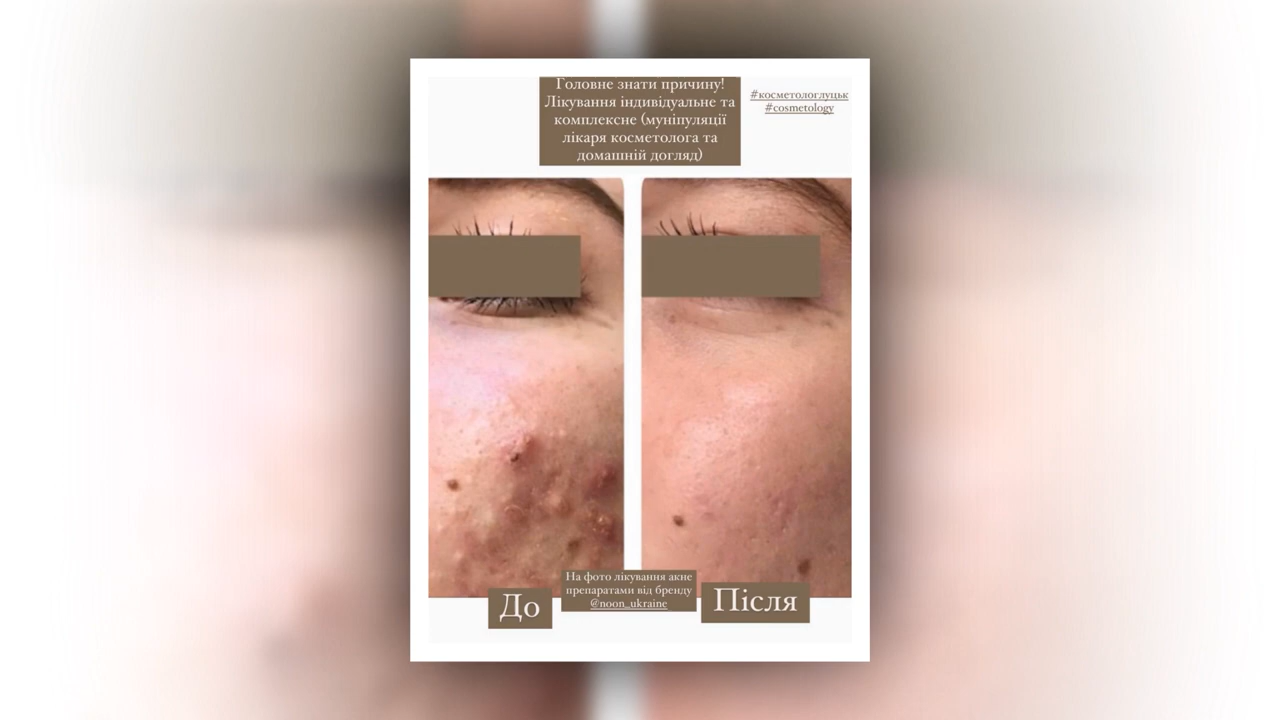 Головне знати причину!
Лікування індивідуальне та
комплексне (муніпуляції
лікаря косметолога та
домашній догляд)
#косметологлуцьк
#cosmetology
На фото лікування акне
препаратами від бренду
@noon_ukraine
До
Після